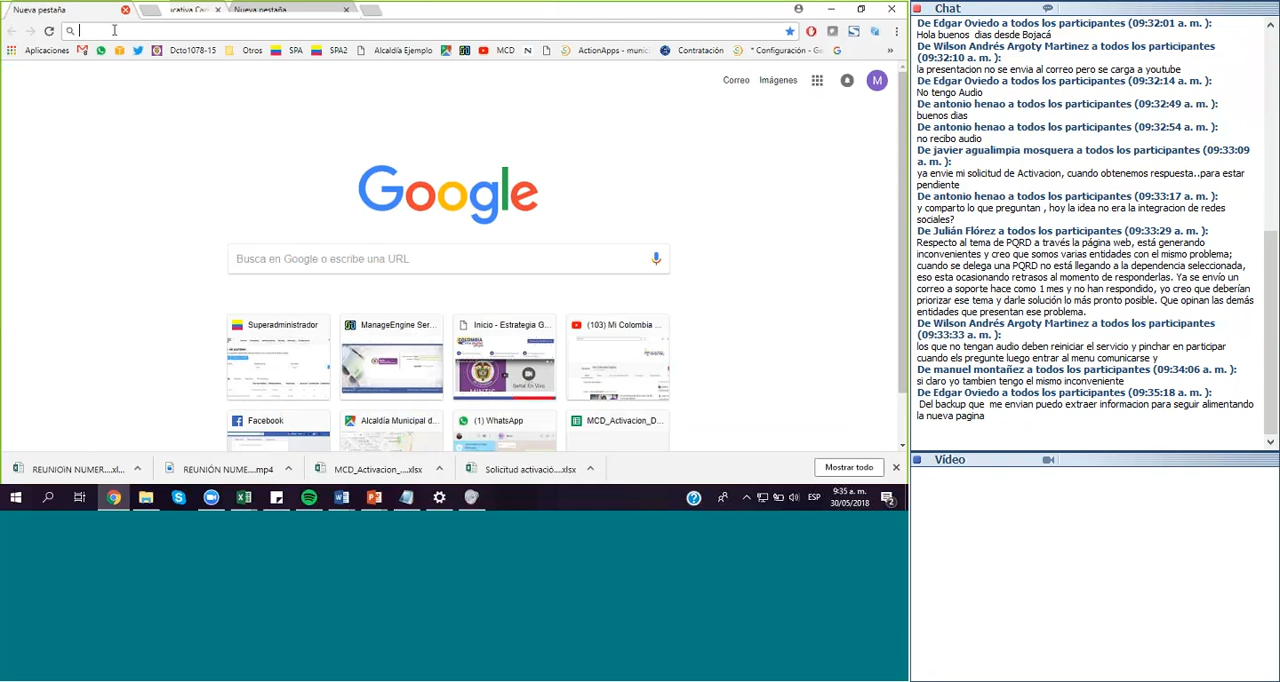 Nueva pestaña
ucativa Car
Nueva pestaña
Aplicaciones
Dcto1078-15
Otros
SPA
SPA2
Alcaldía Ejemplo
MCD
ActionApps - munic
Contratación
* Configuración - Go
»
Correo
Imágenes
M
Google
Busca en Google o escribe una URL
Superadministrador
ManageEngine Ser...
Inicio - Estrategia G...
(103) Mi Colombia ...
Facebook
Alcaldía Municipal d...
(1) WhatsApp
MCD_Activacion_D...
REUNION NUMER....xl...
REUNIÓN NUME....mp4
MCD_Activacion_....xlsx
Solicitud activació....xlsx
Mostrar todo
ESP
9:35 a. m.
30/05/2018
Chat
De Edgar Oviedo a todos los participantes (09:32:01 a. m. ):
Hola buenos dias desde Bojacá
De Wilson Andrés Argoty Martinez a todos los participantes
(09:32:10 a. m. ):
la presentacion no se envia al correo pero se carga a youtube
De Edgar Oviedo a todos los participantes (09:32:14 a. m. ):
No tengo Audio
De antonio henao a todos los participantes (09:32:49 a. m. ):
buenos dias
De antonio henao a todos los participantes (09:32:54 a. m. ):
no recibo audio
De javier agualimpia mosquera a todos los participantes (09:33:09
a. m. ):
ya envie mi solicitud de Activacion, cuando obtenemos respuesta..para estar
pendiente
De antonio henao a todos los participantes (09:33:17 a. m. ):
y comparto lo que preguntan , hoy la idea no era la integracion de redes
sociales?
De Julián Flórez a todos los participantes (09:33:29 a. m. ):
Respecto al tema de PQRD a través la página web, está generando
inconvenientes y creo que somos varias entidades con el mismo problema;
cuando se delega una PQRD no está llegando a la dependencia seleccionada,
eso esta ocasionando retrasos al momento de responderlas. Ya se envío un
correo a soporte hace como 1 mes y no han respondido, yo creo que deberían
priorizar ese tema y darle solución lo más pronto posible. Que opinan las demás
entidades que presentan ese problema.
De Wilson Andrés Argoty Martinez a todos los participantes
(09:33:33 a. m. ):
los que no tengan audio deben reiniciar el servicio y pinchar en participar
cuando els pregunte luego entrar al menu comunicarse y
De manuel montañez a todos los participantes (09:34:06 a. m. ):
si claro yo tambien tengo el mismo inconveniente
De Edgar Oviedo a todos los participantes (09:35:18 a. m. ):
Del backup que me envian puedo extraer informacion para seguir alimentando
la nueva pagina
Vídeo